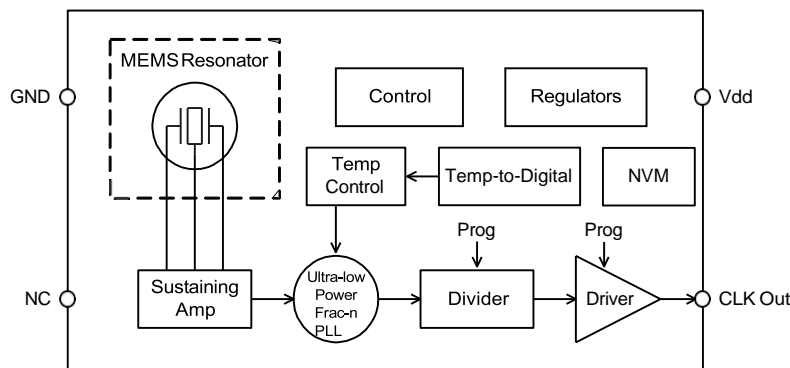 MEMS Resonator
GND
Control
Regulators
Vdd
Temp
Control
Temp-to-Digital
NVM
Prog
Prog
NC
Sustaining
Amp
Ultra-low
Power
Frac-n
PLL
Divider
Driver
CLK Out